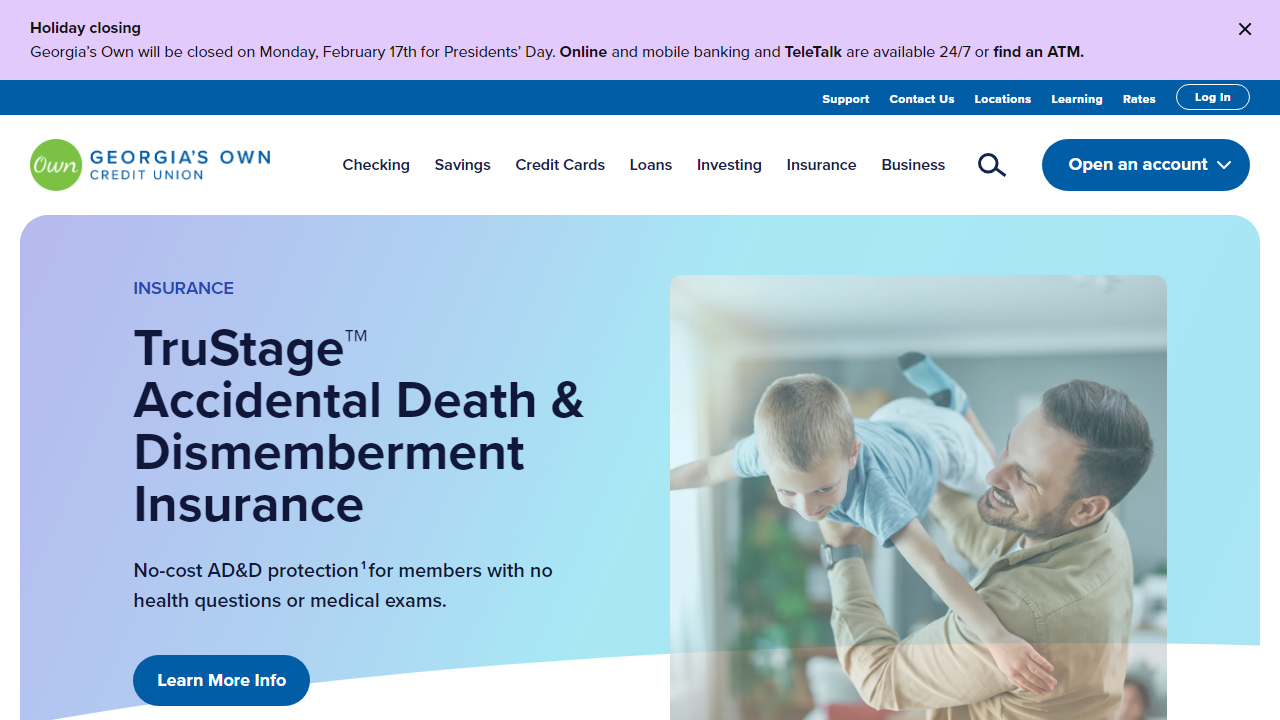 Holiday closing
Georgia’s Own will be closed on Monday, February 17th for Presidents’ Day. Online and mobile banking and TeleTalk are available 24/7 or find an ATM.
Support Contact Us Locations Learning Rates Log In
Own GEORGIA’S OWN
CREDIT UNION
Checking Savings Credit Cards Loans Investing Insurance Business Open an account
INSURANCE
TruStage™
Accidental Death &
Dismemberment
Insurance
No-cost AD&D protection¹ for members with no
health questions or medical exams.
Learn More Info